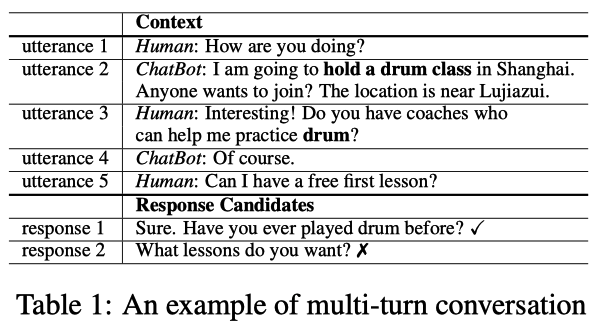 Context
utterance 1 Human: How are you doing?
utterance 2 ChatBot: I am going to hold a drum class in Shanghai.
Anyone wants to join? The location is near Lujiazui.
utterance 3 Human: Interesting! Do you have coaches who
can help me practice drum?
utterance 4 ChatBot: Of course.
utterance 5 Human: Can I have a free first lesson?
Response Candidates
response 1 Sure. Have you ever played drum before? ✓
response 2 What lessons do you want? ✗
Table 1: An example of multi-turn conversation